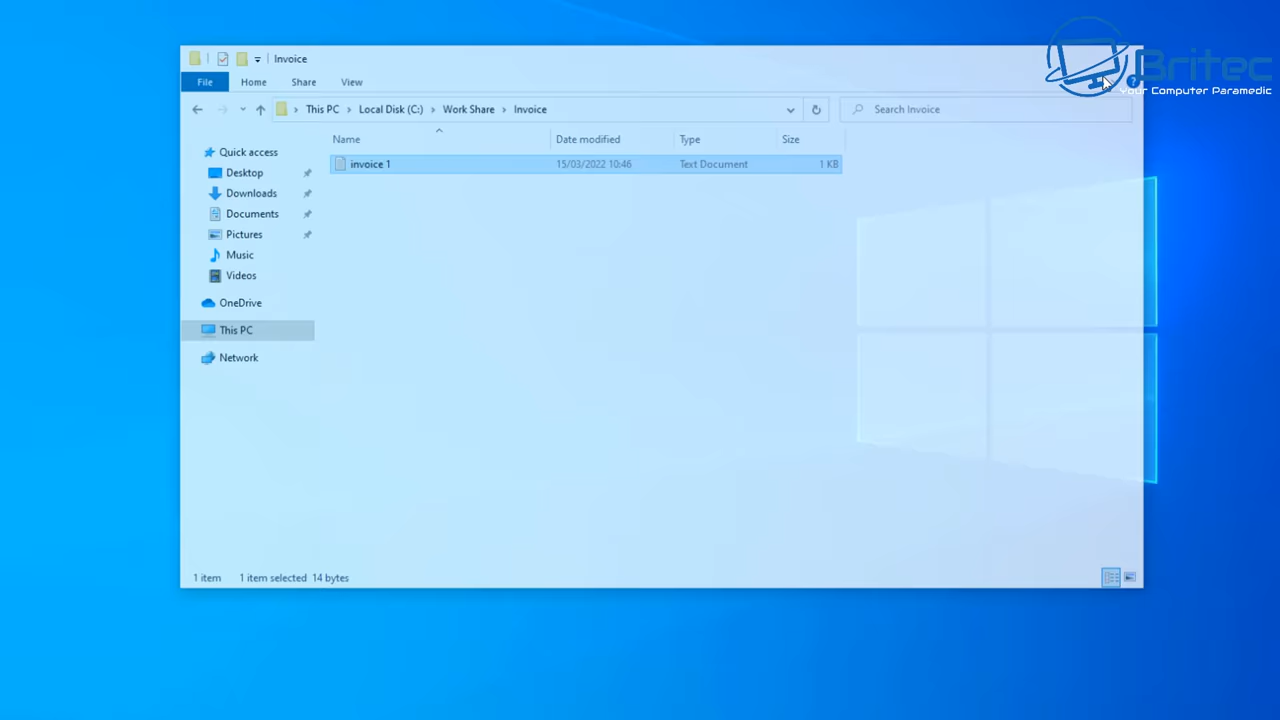 Invoice
Britec
Your Computer Paramedic
File Home Share View
This PC Local Disk (C:) Work Share Invoice
Search Invoice
Name Date modified Type Size
invoice 1 15/03/2022 10:46 Text Document 1 KB
Quick access
Desktop
Downloads
Documents
Pictures
Music
Videos
OneDrive
This PC
Network
1 item 1 item selected 14 bytes